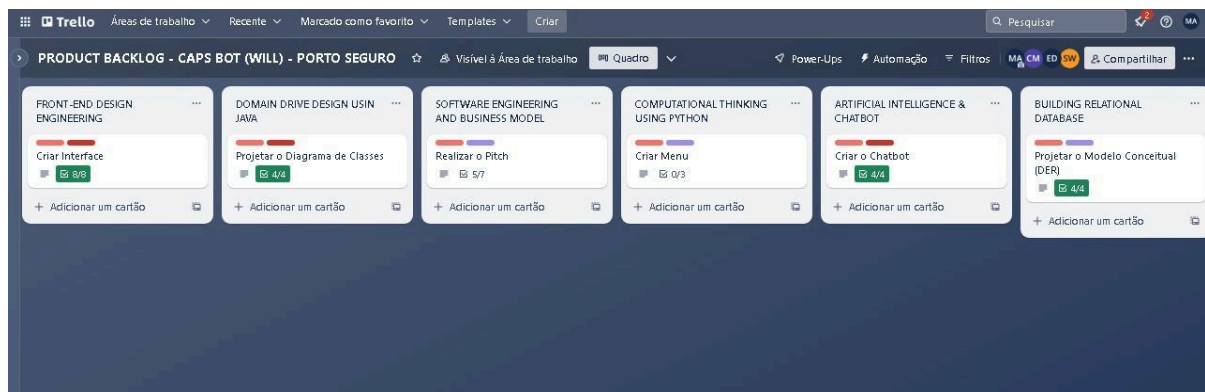 Trello Áreas de trabalho Recente Marcado como favorito Templates Criar Pesquisar 2 MA
PRODUCT BACKLOG - CAPS BOT (WILL) - PORTO SEGURO Visível à Área de trabalho Quadro Power-Ups Automação Filtros MA CM ED SW Compartilhar
FRONT-END DESIGN
ENGINEERING
Criar Interface
8/8
+ Adicionar um cartão
DOMAIN DRIVE DESIGN USIN
JAVA
Projetar o Diagrama de Classes
4/4
+ Adicionar um cartão
SOFTWARE ENGINEERING
AND BUSINESS MODEL
Realizar o Pitch
5/7
+ Adicionar um cartão
COMPUTATIONAL THINKING
USING PYTHON
Criar Menu
0/3
+ Adicionar um cartão
ARTIFICIAL INTELLIGENCE &
CHATBOT
Criar o Chatbot
4/4
+ Adicionar um cartão
BUILDING RELATIONAL
DATABASE
Projetar o Modelo Conceitual
(DER)
4/4
+ Adicionar um cartão